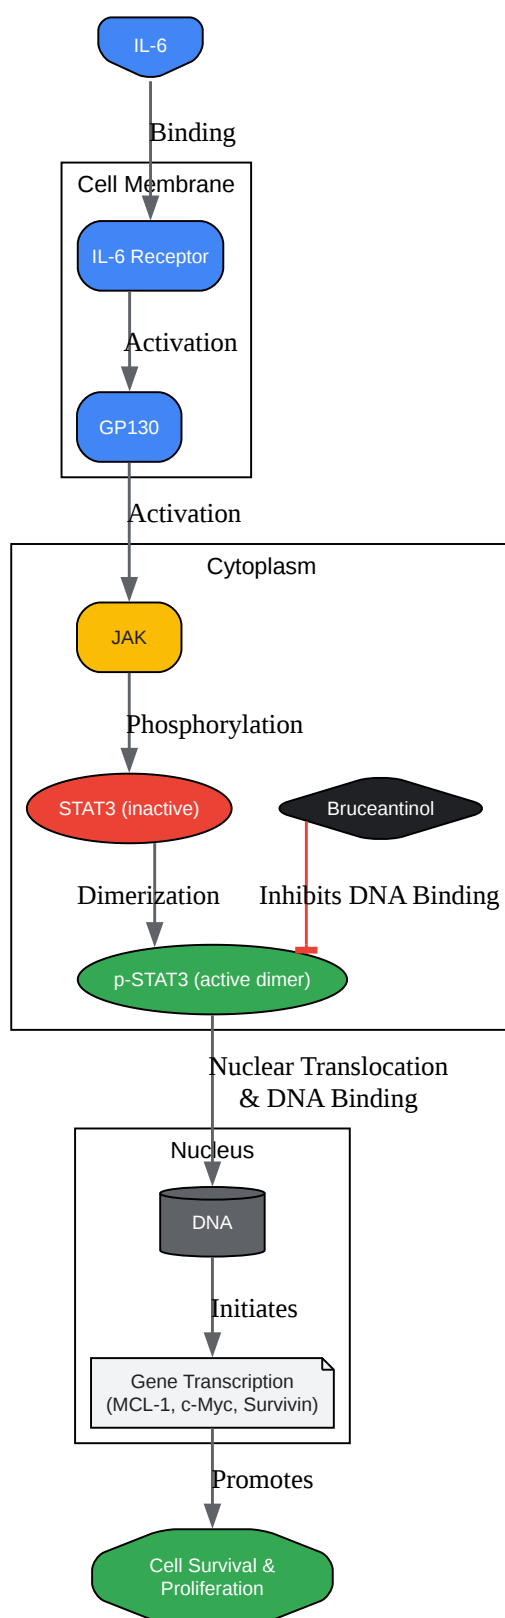 IL-6
Binding
Cell Membrane
IL-6 Receptor
Activation
GP130
Activation
Cytoplasm
JAK
Phosphorylation
STAT3 (inactive)
Bruceantinol
Dimerization
Inhibits DNA Binding
p-STAT3 (active dimer)
Nuclear Translocation
& DNA Binding
Nucleus
DNA
Initiates
Gene Transcription
(MCL-1, c-Myc, Survivin)
Promotes
Cell Survival &
Proliferation